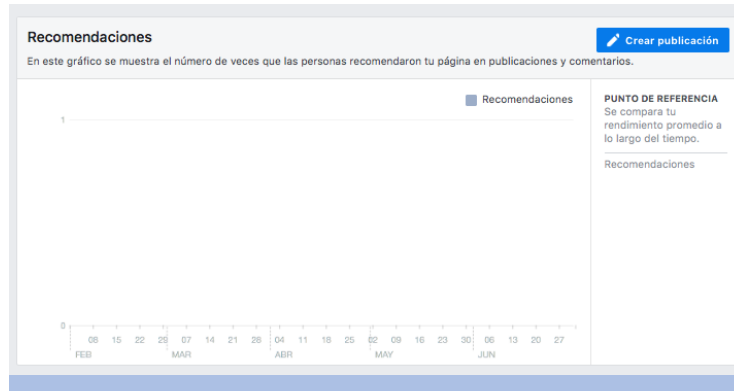 Recomendaciones
Crear publicación
En este gráfico se muestra el número de veces que las personas recomendaron tu página en publicaciones y comentarios.
Recomendaciones
PUNTO DE REFERENCIA
Se compara tu
rendimiento promedio a
lo largo del tiempo.
Recomendaciones
1
0
08 15 22 29 07 14 21 28 04 11 18 25 02 09 16 23 30 06 13 20 27
FEB MAR ABR MAY JUN